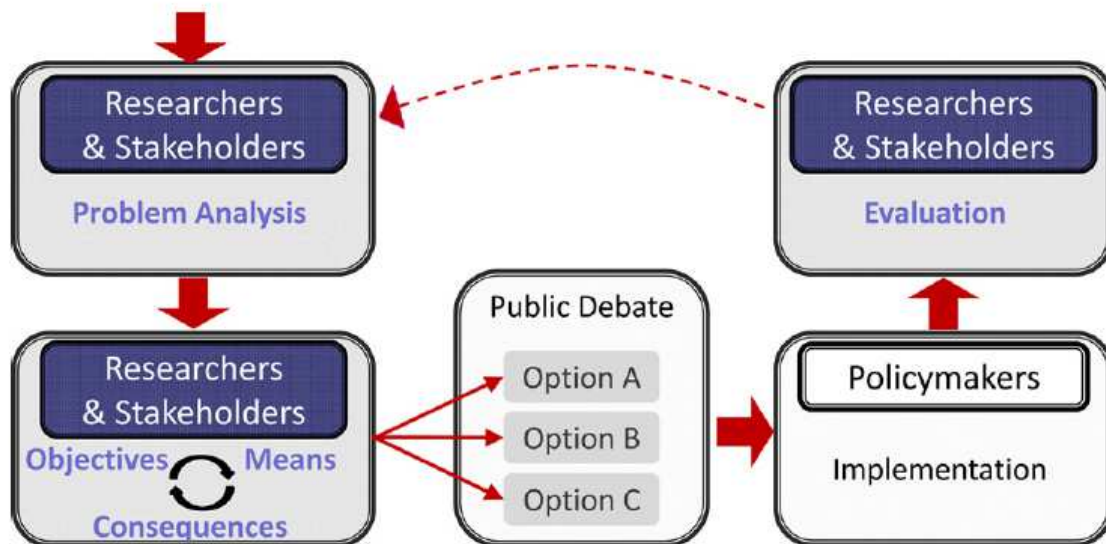 Researchers
& Stakeholders
Problem Analysis
Researchers
& Stakeholders
Objectives
Means
Consequences
Public Debate
Option A
Option B
Option C
Policymakers
Implementation
Researchers
& Stakeholders
Evaluation